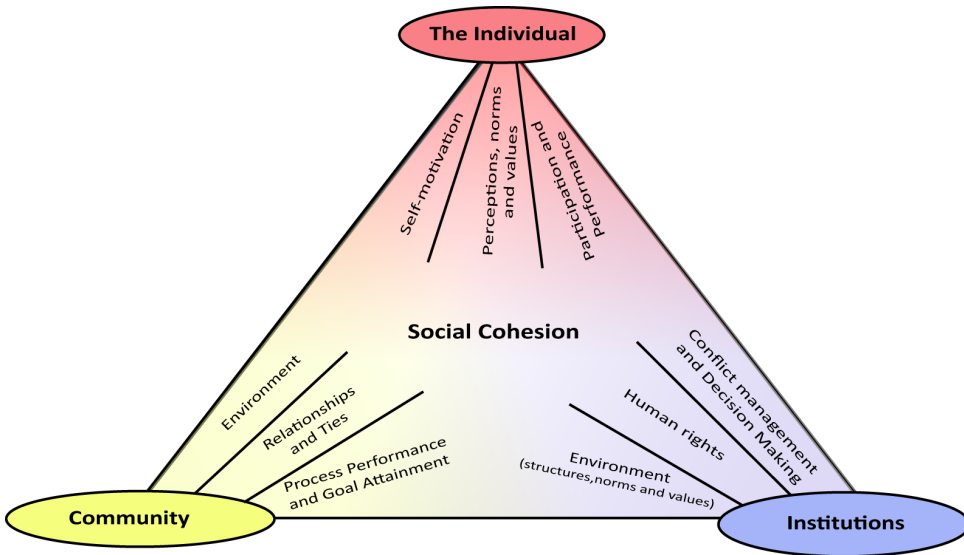 The Individual
Self-motivation
Perceptions, norms
and values
Participation and
Performance
Social Cohesion
Environment
Relationships
and Ties
Process Performance
and Goal Attainment
Conflict management
and Decision Making
Human rights
Environment
(structures,norms and values)
Community
Institutions